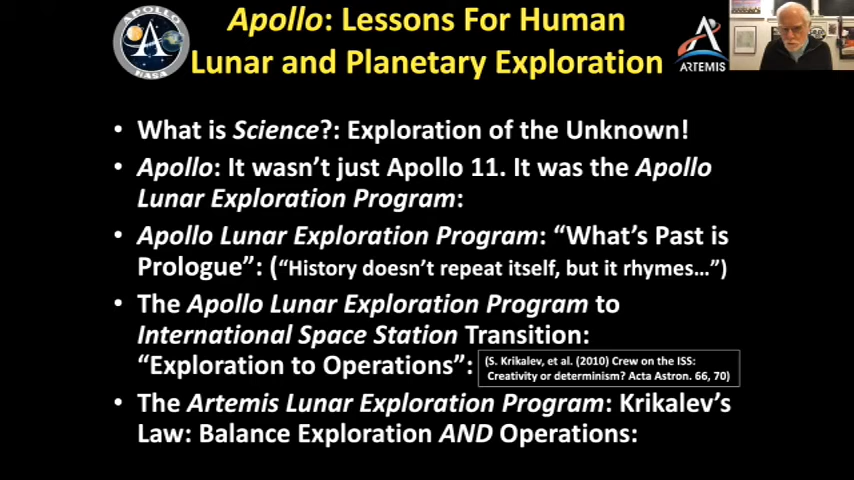 Apollo: Lessons For Human
Lunar and Planetary Exploration
APOLLO
NASA
ARTEMIS
• What is Science?: Exploration of the Unknown!
• Apollo: It wasn't just Apollo 11. It was the Apollo
Lunar Exploration Program:
• Apollo Lunar Exploration Program: “What's Past is
Prologue”: (“History doesn't repeat itself, but it rhymes…”)
• The Apollo Lunar Exploration Program to
International Space Station Transition:
“Exploration to Operations”:
(S. Krikalev, et al. (2010) Crew on the ISS:
Creativity or determinism? Acta Astron. 66, 70)
• The Artemis Lunar Exploration Program: Krikalev's
Law: Balance Exploration AND Operations: